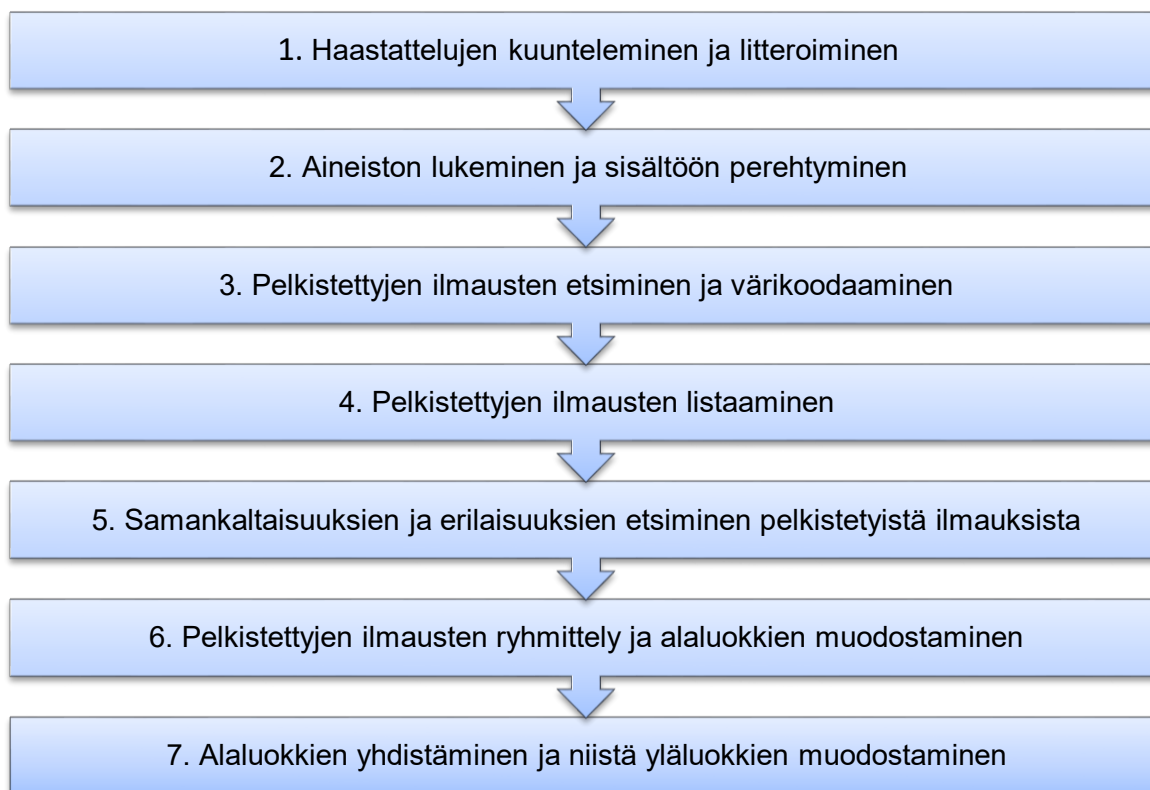 1. Haastattelujen kuunteleminen ja litteroiminen
2. Aineiston lukeminen ja sisältöön perehtyminen
3. Pelkistettyjen ilmausten etsiminen ja värikoodaaminen
4. Pelkistettyjen ilmausten listaaminen
5. Samankaltaisuuksien ja erilaisuuksien etsiminen pelkistetyistä ilmauksista
6. Pelkistettyjen ilmausten ryhmittely ja alaluokkien muodostaminen
7. Alaluokkien yhdistäminen ja niistä yläluokkien muodostaminen